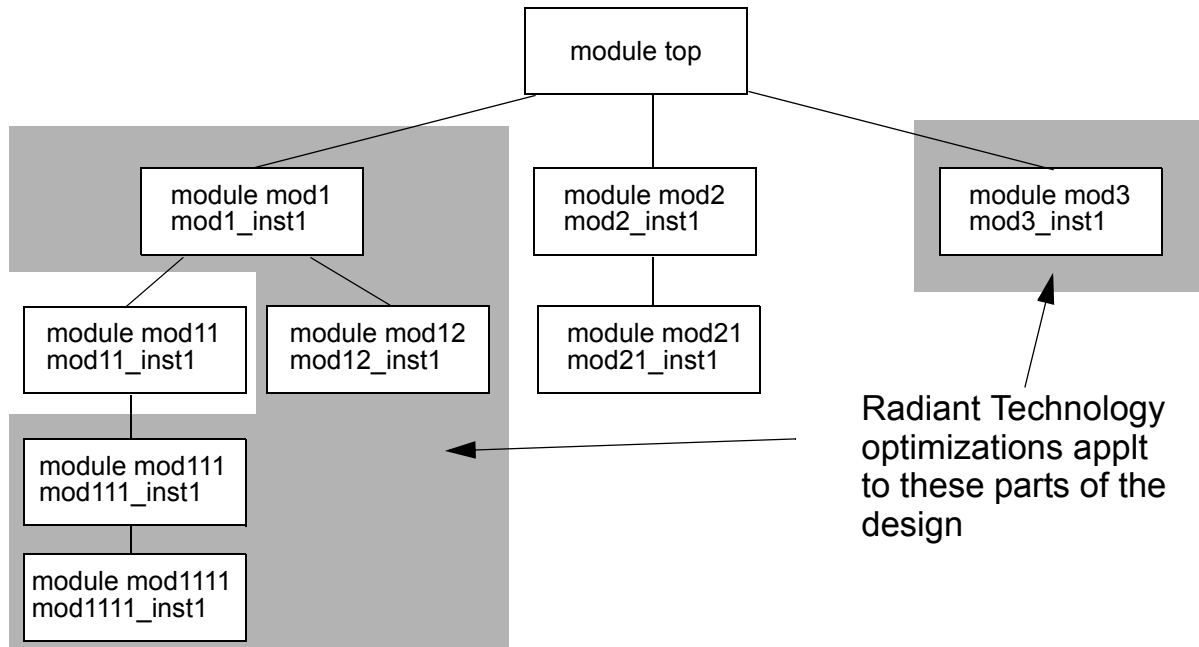 module top
module mod1
mod1_inst1
module mod2
mod2_inst1
module mod3
mod3_inst1
module mod11
mod11_inst1
module mod12
mod12_inst1
module mod21
mod21_inst1
module mod111
mod111_inst1
module mod1111
mod1111_inst1
Radiant Technology
optimizations applt
to these parts of the
design